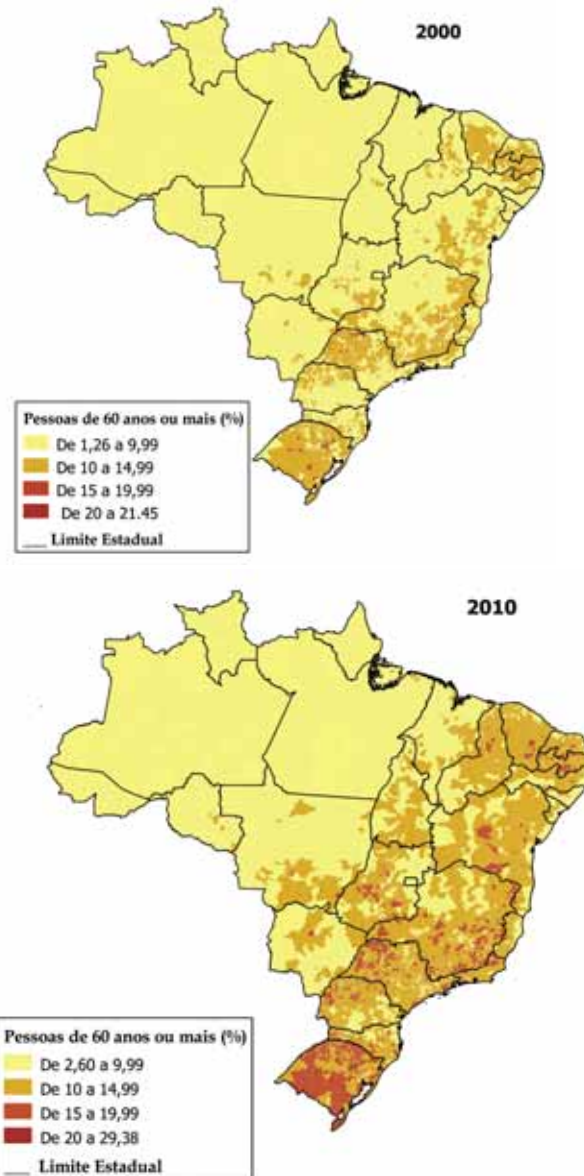 2000
Pessoas de 60 anos ou mais (%)
De 1,26 a 9,99
De 10 a 14,99
De 15 a 19,99
De 20 a 21.45
Limite Estadual
2010
Pessoas de 60 anos ou mais (%)
De 2,60 a 9,99
De 10 a 14,99
De 15 a 19,99
De 20 a 29,38
Limite Estadual